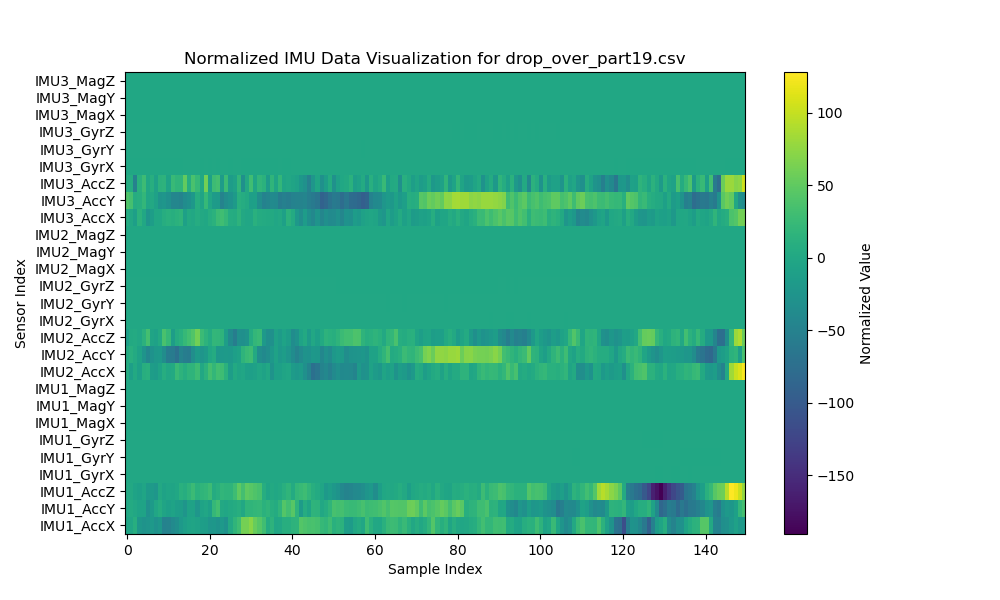 Normalized IMU Data Visualization for drop_over_part19.csv
Sensor Index
IMU3_MagZ
IMU3_MagY
IMU3_MagX
IMU3_GyrZ
IMU3_GyrY
IMU3_GyrX
IMU3_AccZ
IMU3_AccY
IMU3_AccX
IMU2_MagZ
IMU2_MagY
IMU2_MagX
IMU2_GyrZ
IMU2_GyrY
IMU2_GyrX
IMU2_AccZ
IMU2_AccY
IMU2_AccX
IMU1_MagZ
IMU1_MagY
IMU1_MagX
IMU1_GyrZ
IMU1_GyrY
IMU1_GyrX
IMU1_AccZ
IMU1_AccY
IMU1_AccX
0 20 40 60 80 100 120 140
Sample Index
100
50
0
−50
−100
−150
Normalized Value